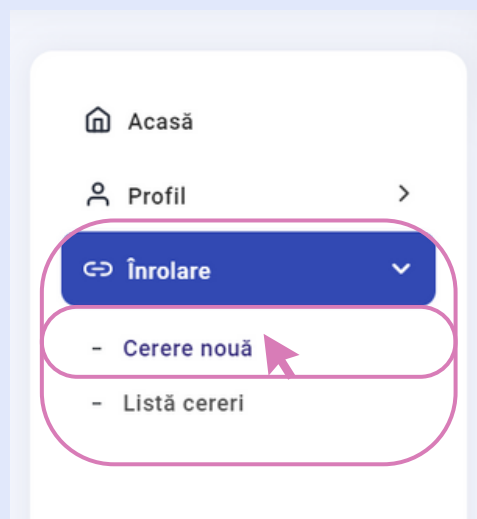 Acasă
Profil
Înrolare
- Cerere nouă
- Listă cereri